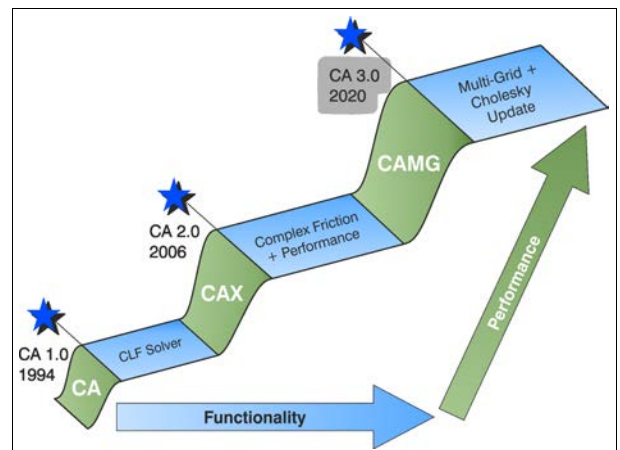 CA 3.0
2020
Multi-Grid +
Cholesky
Update
CAMG
CA 2.0
2006
Complex Friction
+ Performance
CAX
Performance
CA 1.0
1994
CLF Solver
CA
Functionality